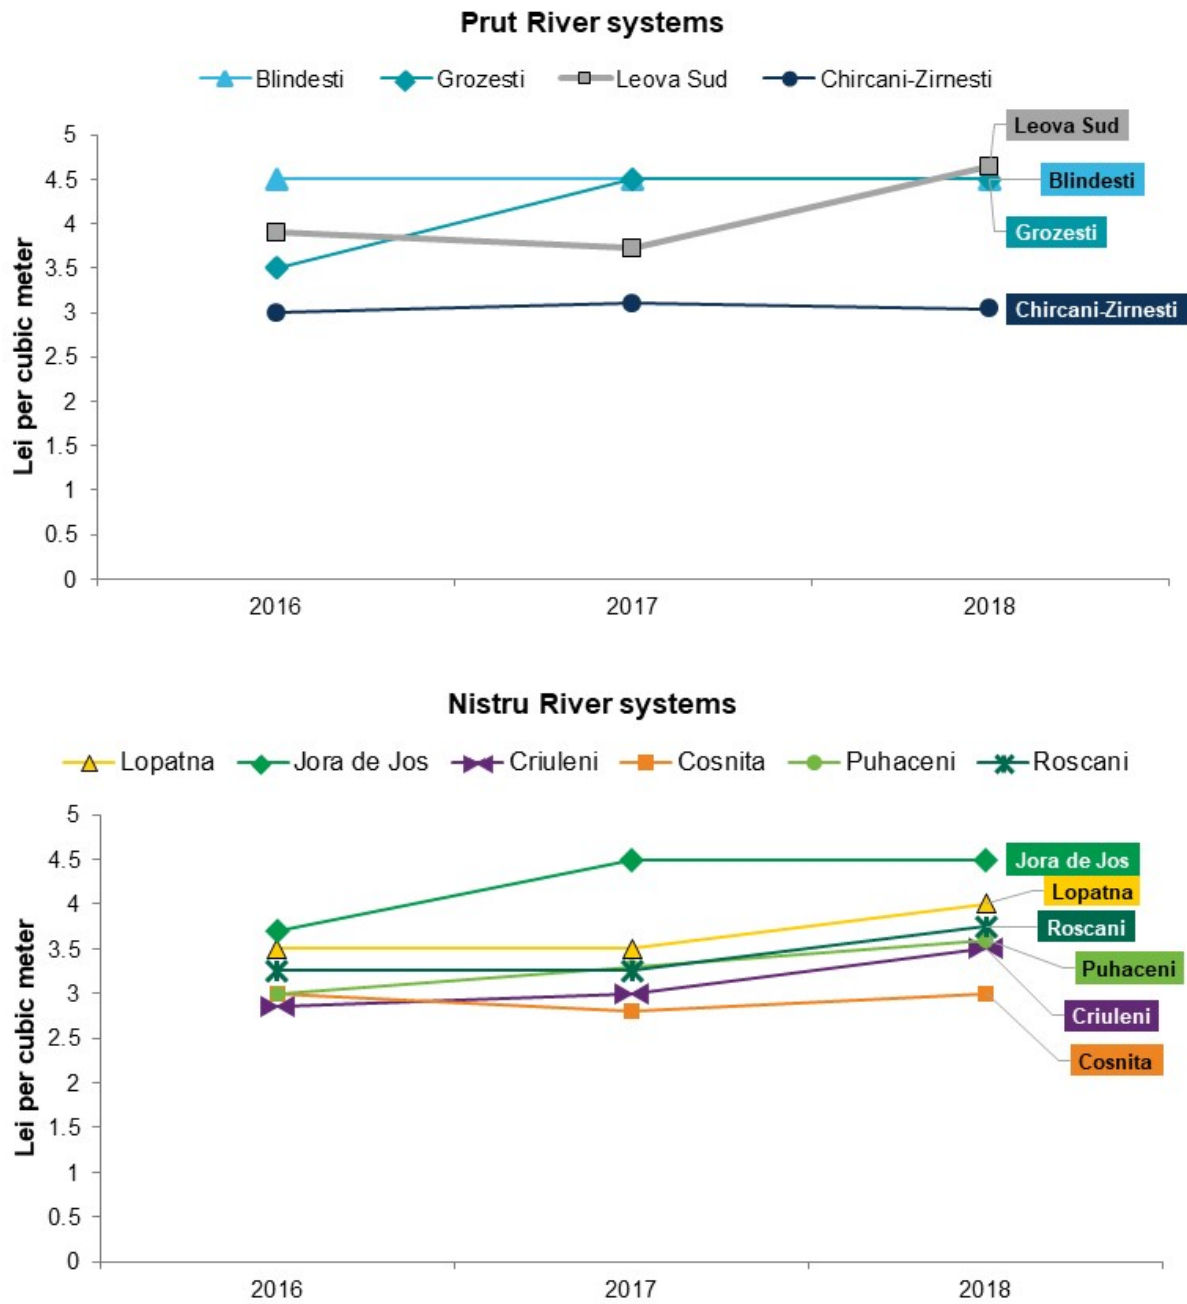 Prut River systems
Blindesti Grozesti Leova Sud Chircani-Zirnesti
Lei per cubic meter
5
4.5
4
3.5
3
2.5
2
1.5
1
0.5
0
Leova Sud
Blindesti
Grozesti
Chircani-Zirnesti
2016 2017 2018
Nistru River systems
Lopatna Jora de Jos Criuleni Cosnita Puhaceni Roscani
Lei per cubic meter
5
4.5
4
3.5
3
2.5
2
1.5
1
0.5
0
Jora de Jos
Lopatna
Roscani
Puhaceni
Criuleni
Cosnita
2016 2017 2018